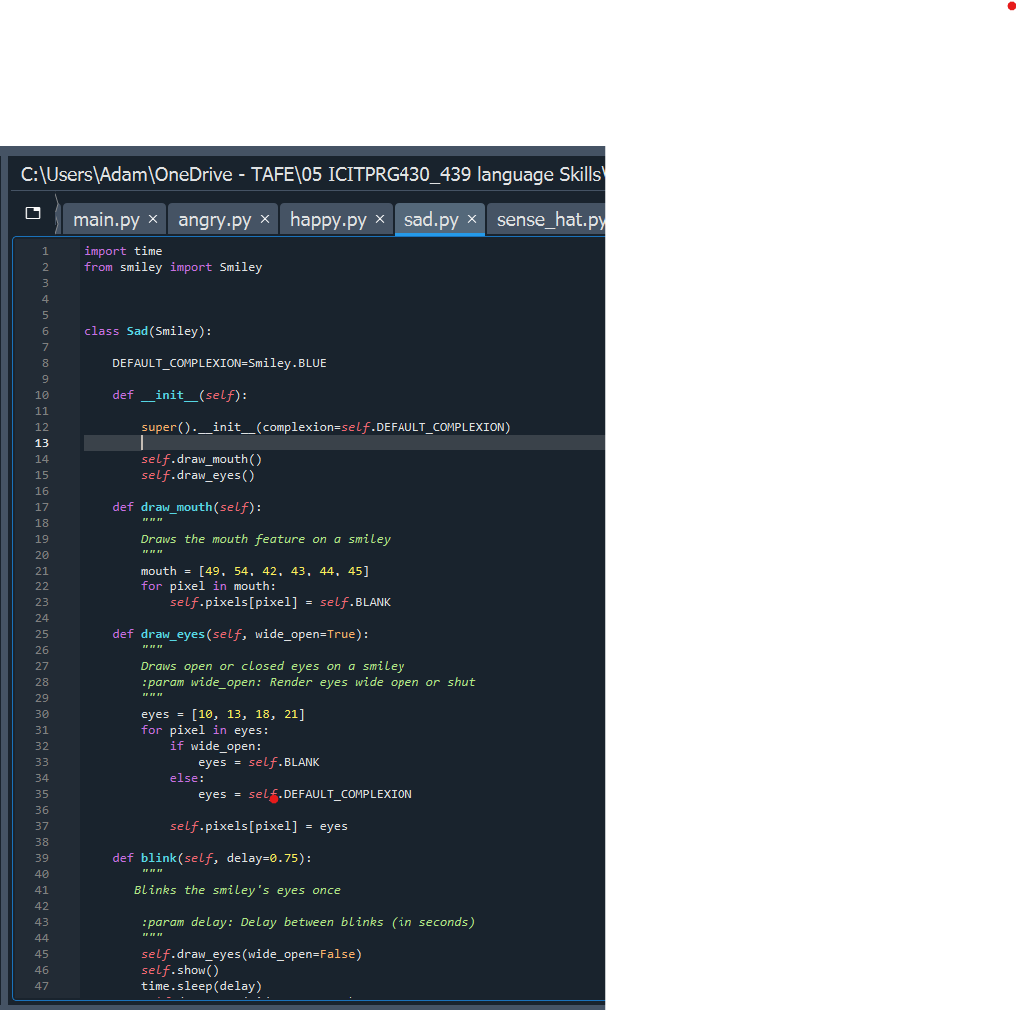 C:\Users\Adam\OneDrive - TAFE\05 ICITPRG430_439 language Skills\
main.py × angry.py × happy.py × sad.py × sense_hat.py
1 import time
2 from smiley import Smiley
3
4
5
6 class Sad(Smiley):
7
8 DEFAULT_COMPLEXION=Smiley.BLUE
9
10 def __init__(self):
11
12 super().__init__(complexion=self.DEFAULT_COMPLEXION)
13
14 self.draw_mouth()
15 self.draw_eyes()
16
17 def draw_mouth(self):
18 """
19 Draws the mouth feature on a smiley
20 """
21 mouth = [49, 54, 42, 43, 44, 45]
22 for pixel in mouth:
23 self.pixels[pixel] = self.BLANK
24
25 def draw_eyes(self, wide_open=True):
26 """
27 Draws open or closed eyes on a smiley
28 :param wide_open: Render eyes wide open or shut
29 """
30 eyes = [10, 13, 18, 21]
31 for pixel in eyes:
32 if wide_open:
33 eyes = self.BLANK
34 else:
35 eyes = self.DEFAULT_COMPLEXION
36
37 self.pixels[pixel] = eyes
38
39 def blink(self, delay=0.75):
40 """
41 Blinks the smiley's eyes once
42
43 :param delay: Delay between blinks (in seconds)
44 """
45 self.draw_eyes(wide_open=False)
46 self.show()
47 time.sleep(delay)